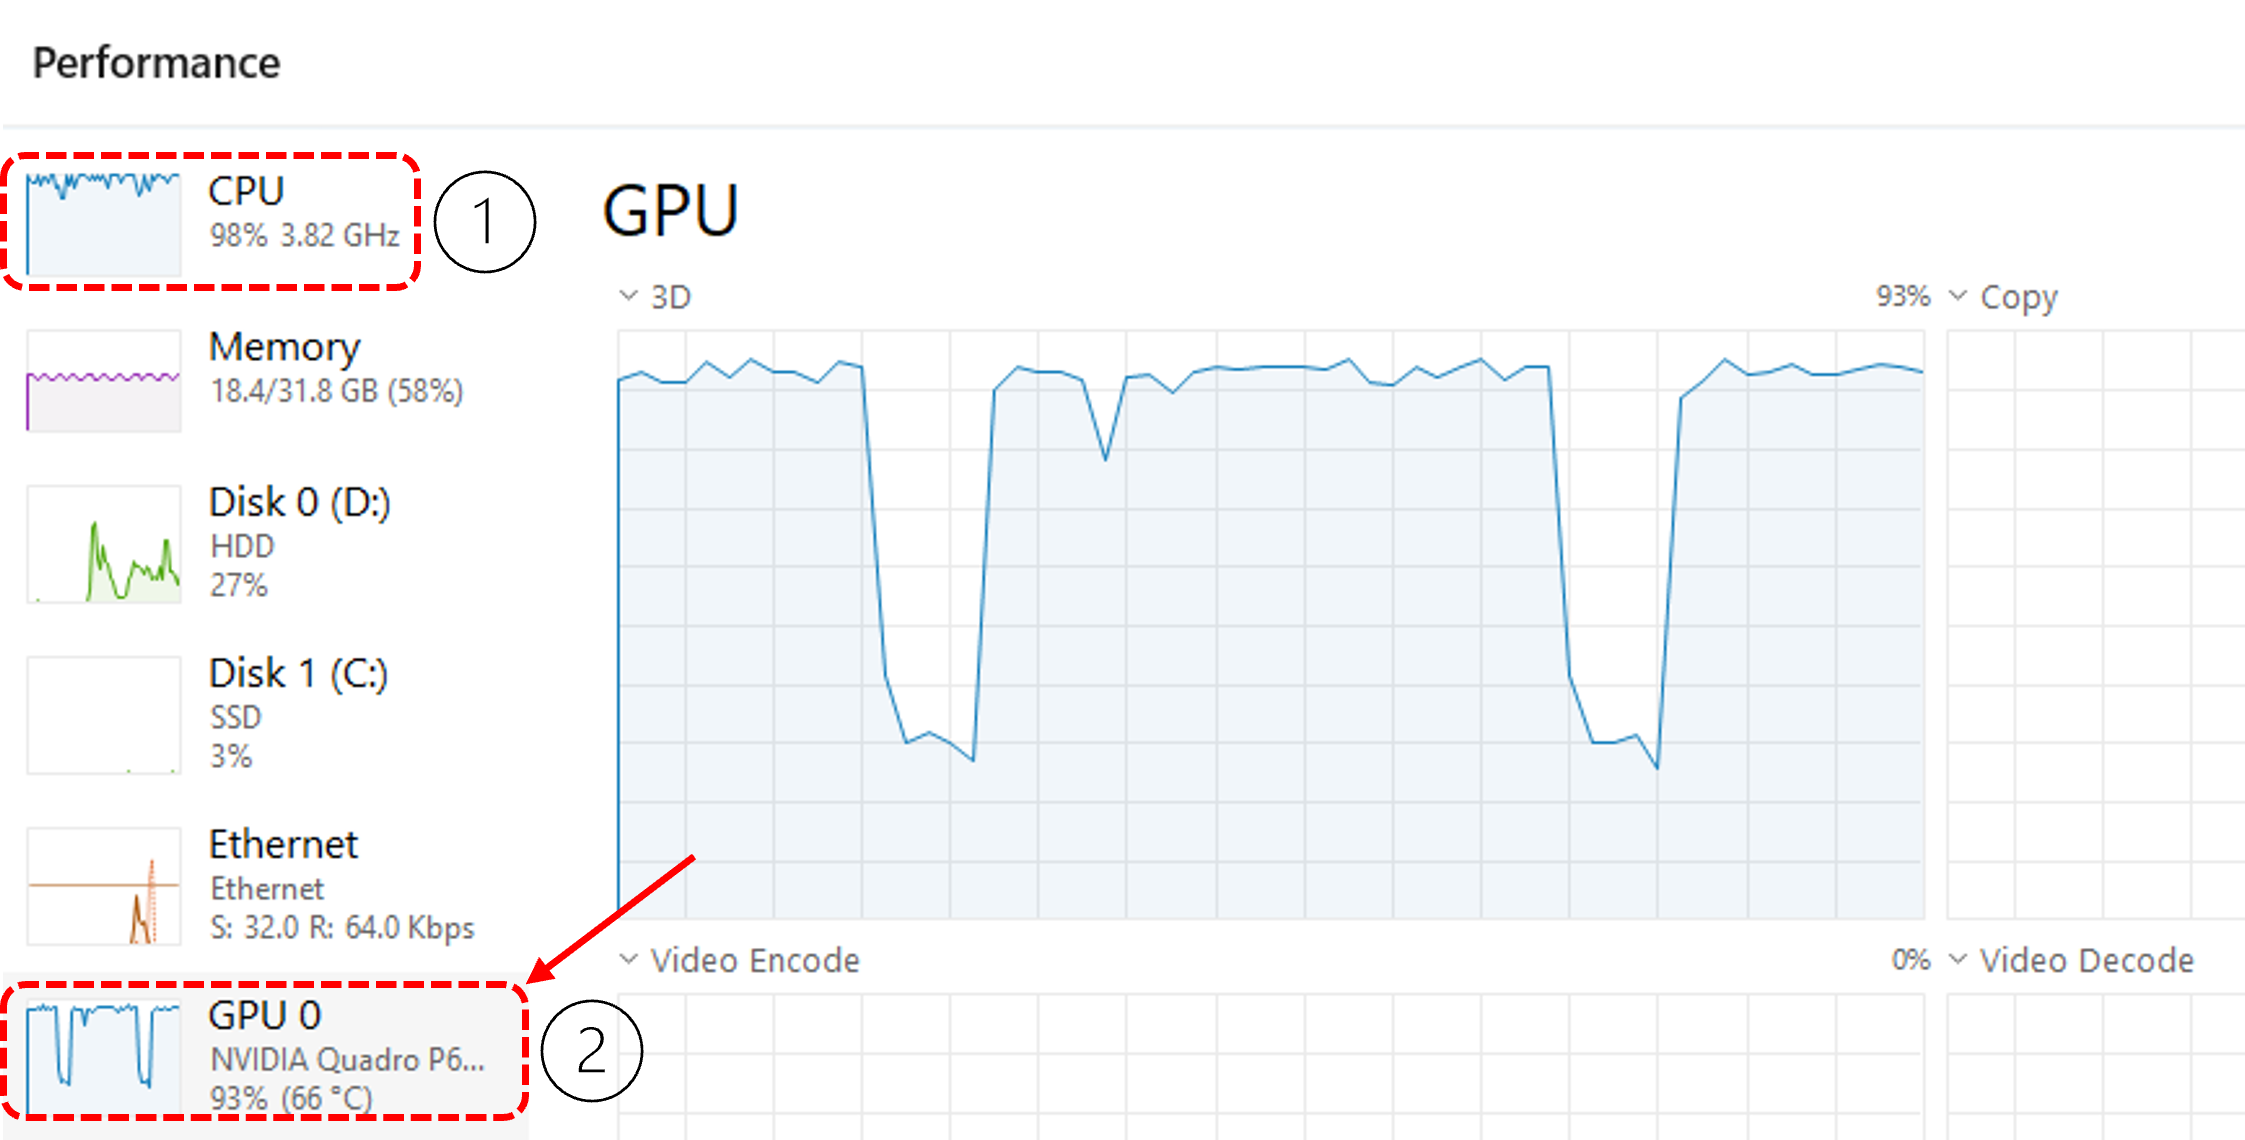 Performance
CPU
98% 3.82 GHz
1
Memory
18.4/31.8 GB (58%)
Disk 0 (D:)
HDD
27%
Disk 1 (C:)
SSD
3%
Ethernet
Ethernet
S: 32.0 R: 64.0 Kbps
GPU 0
NVIDIA Quadro P6...
93% (66 °C)
2
GPU
3D 93%
Copy
Video Encode 0%
Video Decode